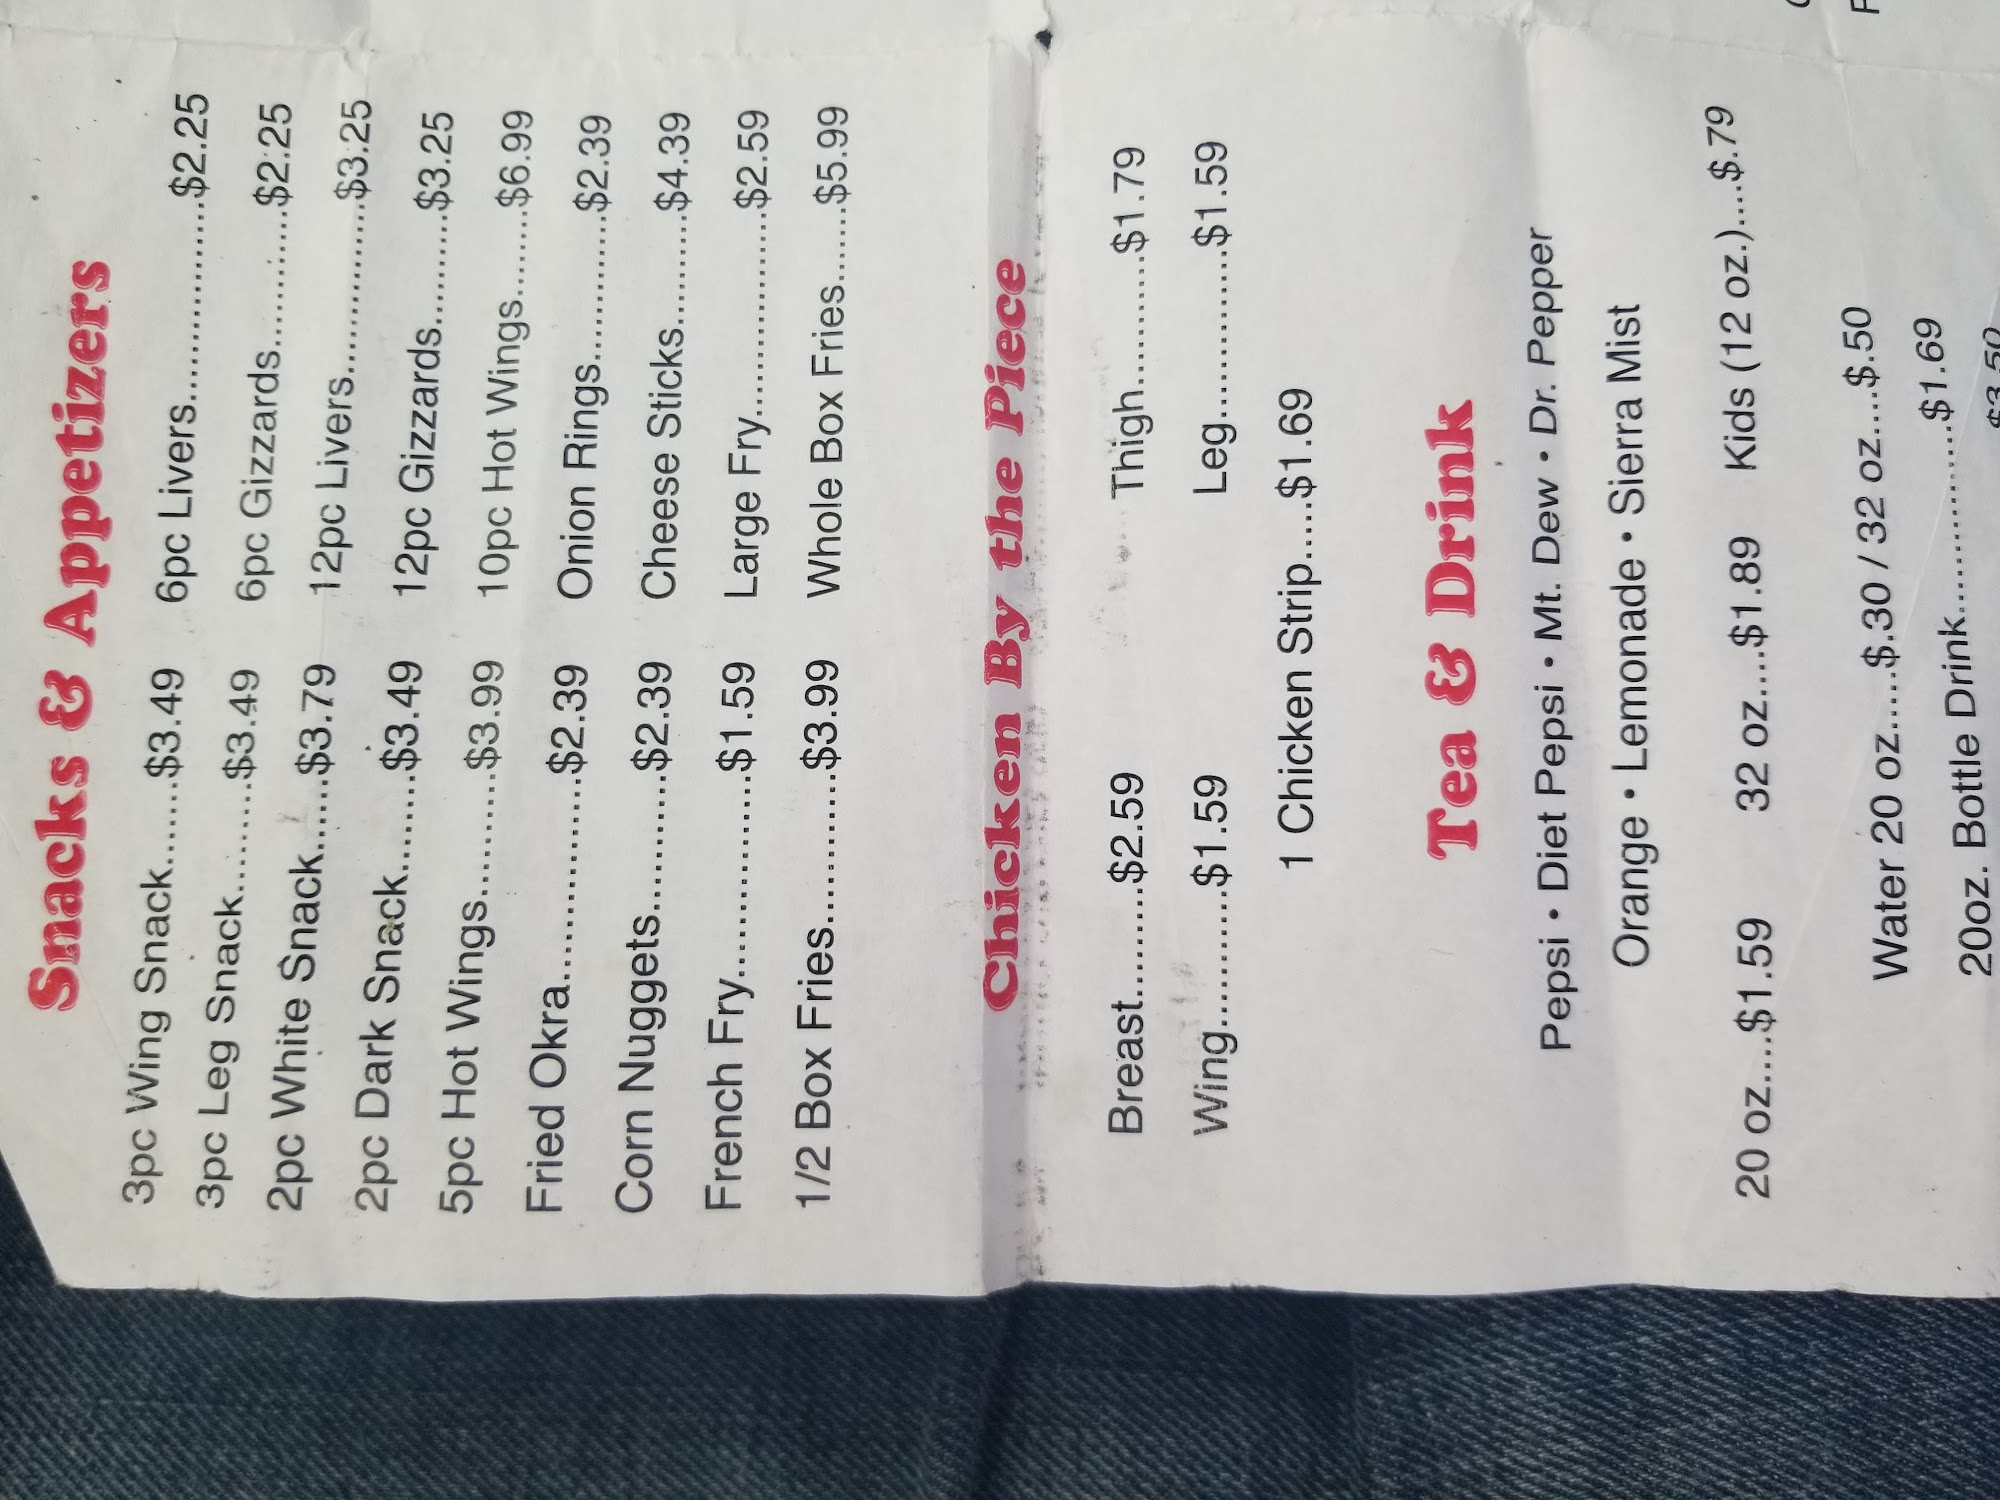 Snacks & Appetizers
3pc Wing Snack.......$3.49 6pc Livers...................$2.25
3pc Leg Snack.........$3.49 6pc Gizzards............$2.25
2pc White Snack......$3.79 12pc Livers.................$3.25
2pc Dark Snack........$3.49 12pc Gizzards..........$3.25
5pc Hot Wings..........$3.99 10pc Hot Wings.......$6.99
Fried Okra.................$2.39 Onion Rings.............$2.39
Corn Nuggets...........$2.39 Cheese Sticks.........$4.39
French Fry................$1.59 Large Fry.................$2.59
1/2 Box Fries............$3.99 Whole Box Fries......$5.99
Chicken By the Piece
Breast..........$2.59 Thigh...........$1.79
Wing.............$1.59 Leg..............$1.59
1 Chicken Strip.....$1.69
Tea & Drink
Pepsi • Diet Pepsi • Mt. Dew • Dr. Pepper
Orange • Lemonade • Sierra Mist
20 oz.....$1.59 32 oz.....$1.89 Kids (12 oz.)....$.79
Water 20 oz......$.30 / 32 oz.....$.50
20oz. Bottle Drink...................$1.69
$3.50